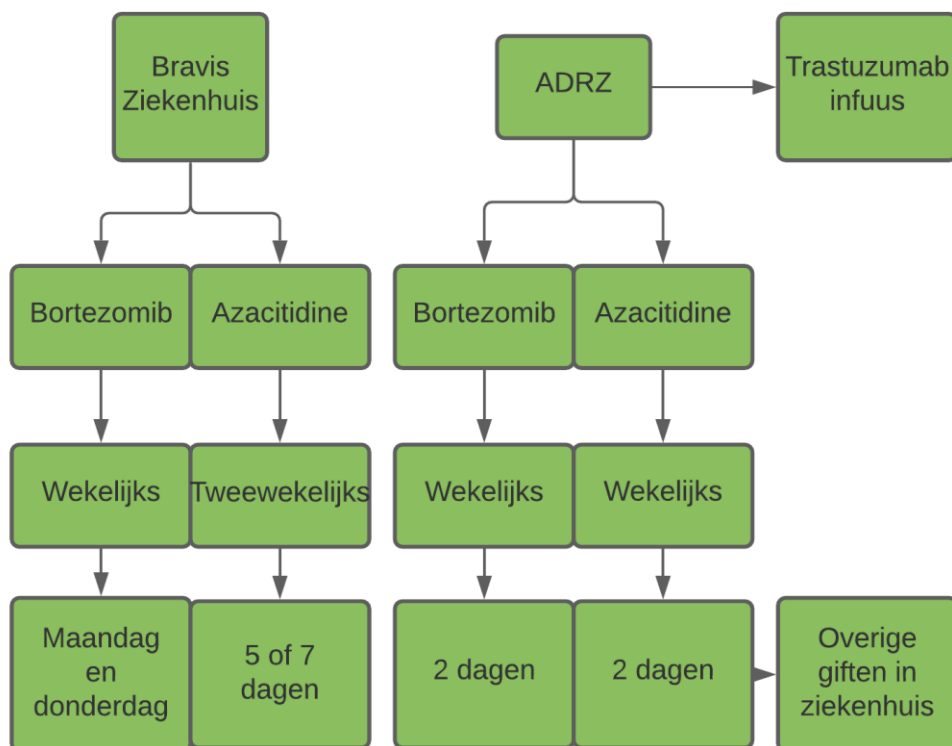 Bravis
Ziekenhuis
ADRZ
Trastuzumab
infuus
Bortezomib
Azacitidine
Bortezomib
Azacitidine
Wekelijks
Tweewekelijks
Wekelijks
Wekelijks
Maandag
en
donderdag
5 of 7
dagen
2 dagen
2 dagen
Overige
giften in
ziekenhuis